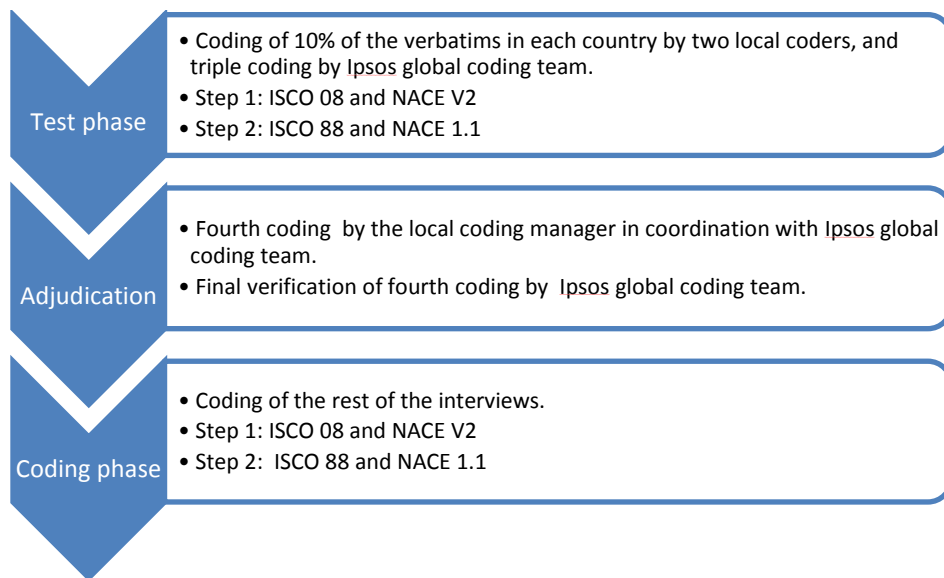 Test phase
• Coding of 10% of the verbatims in each country by two local coders, and
triple coding by Ipsos global coding team.
• Step 1: ISCO 08 and NACE V2
• Step 2: ISCO 88 and NACE 1.1
Adjudication
• Fourth coding  by the local coding manager in coordination with Ipsos global
coding team.
• Final verification of fourth coding by  Ipsos global coding team.
Coding phase
• Coding of the rest of the interviews.
• Step 1: ISCO 08 and NACE V2
• Step 2:  ISCO 88 and NACE 1.1